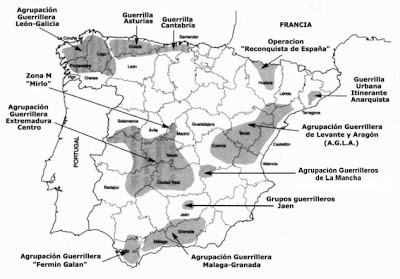 Agrupación
Guerrillera
León-Galicia
Guerrilla
Asturias
Guerrilla
Cantabria
FRANCIA
Operacion
"Reconquista de España"
La Coruña
Lugo
Oviedo
Santander
Pontevedra
Orense
León
Huesca
Lérida
Guerrilla
Urbana
Itinerante
Anarquista
Tarragona
Zona M
"Mirlo"
Salamanca
Ávila
Madrid
Guadalajara
Teruel
Castellón
Agrupación
Guerrillera
Extremadura
Centro
Toledo
Cuenca
Valencia
Agrupación Guerrillera
de Levante y Aragón
(A.G.L.A.)
PORTUGAL
Badajoz
Ciudad Real
Agrupación Guerrilleros
de La Mancha
Jaén
Grupos guerrilleros
Jaen
Granada
Málaga
Cádiz
Agrupación Guerrillera
"Fermin Galan"
Agrupación Guerrillera
Malaga-Granada